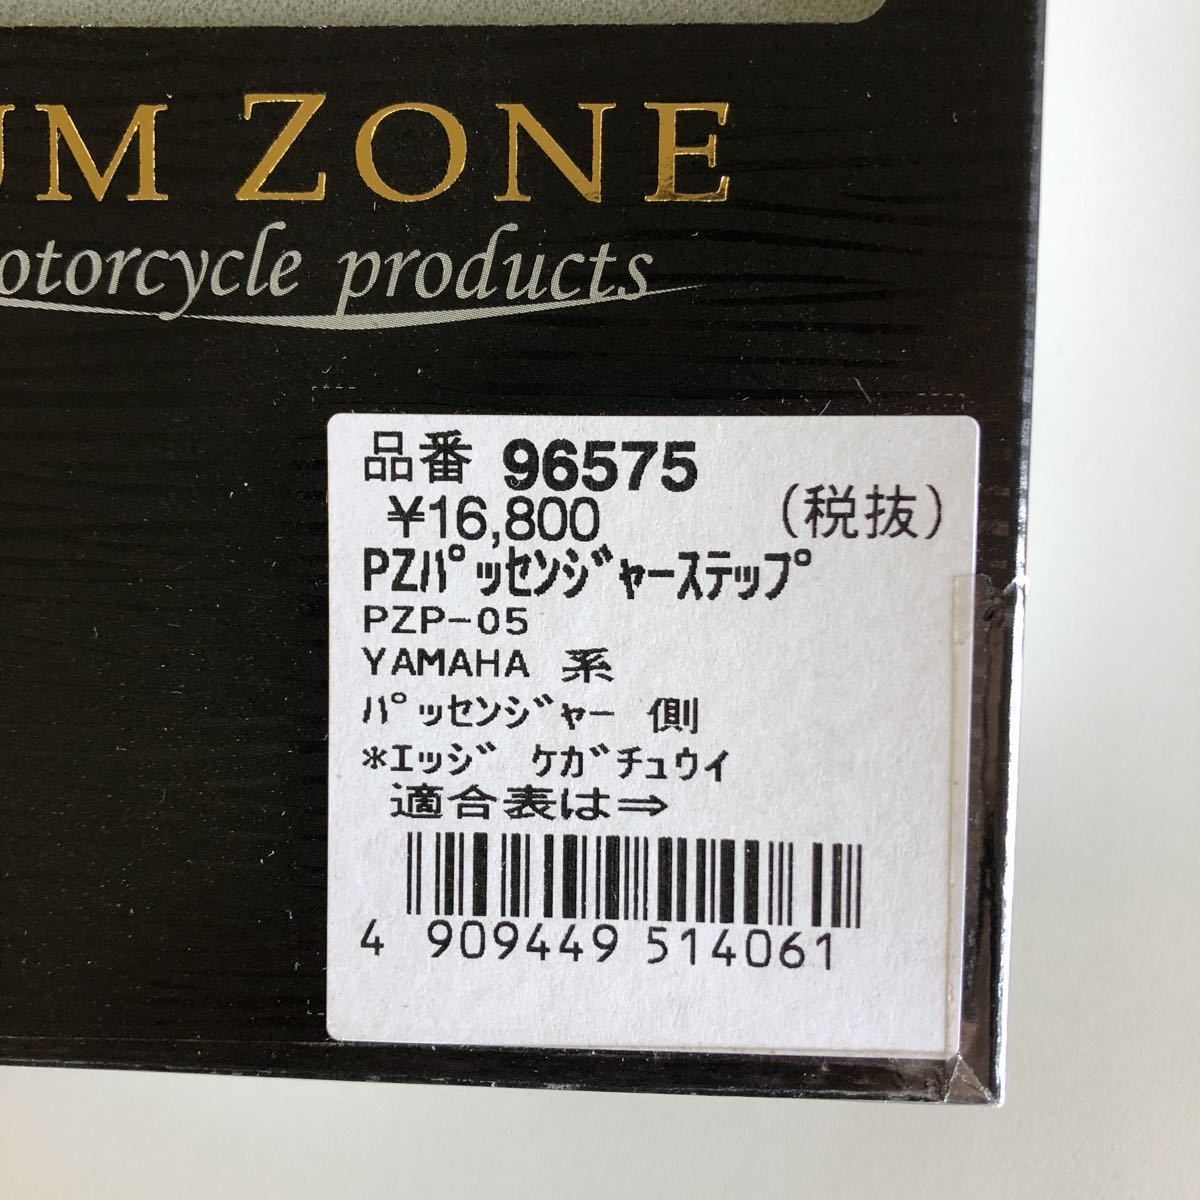 UM ZONE
otorcycle products
品番 96575
¥16,800 (税抜)
PZパッセンジャーステップ
PZP-05
YAMAHA 系
パッセンジャー 側
*エッジ ケガチュウイ
適合表は⇒
4 909449 514061